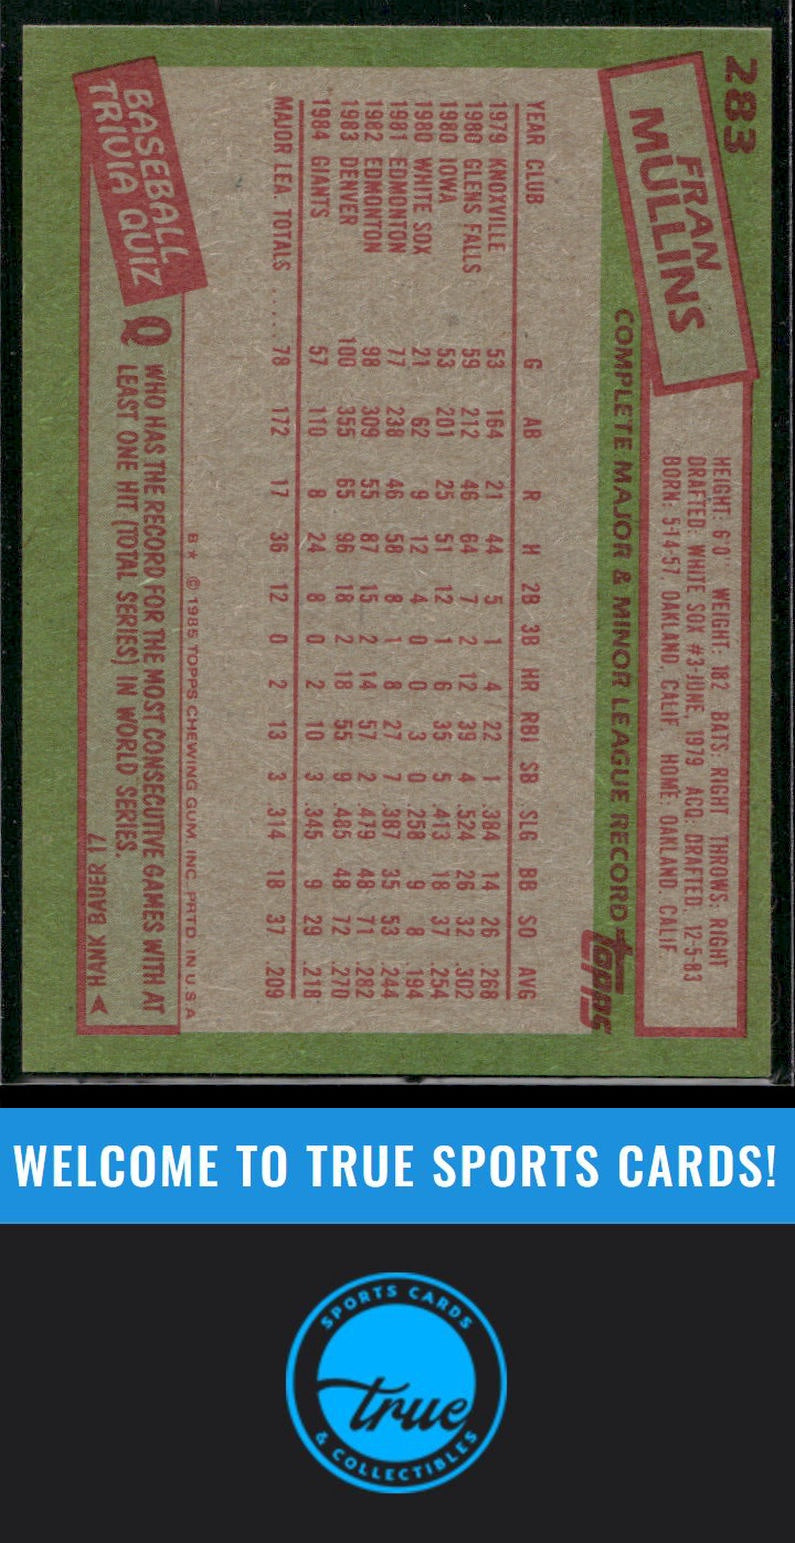 283
FRAN
MULLINS
HEIGHT: 6'0" WEIGHT: 182 BATS: RIGHT THROWS: RIGHT
DRAFTED: WHITE SOX #3-JUNE, 1979 ACQ: DRAFTED, 12-5-83
BORN: 5-14-57, OAKLAND, CALIF. HOME: OAKLAND, CALIF.
COMPLETE MAJOR & MINOR LEAGUE RECORD topps
YEAR CLUB G AB R H 2B 3B HR RBI SB SLG BB SO AVG
1979 KNOXVILLE 53 164 21 44 5 1 4 22 1 .384 14 26 .268
1980 GLENS FALLS 59 212 46 64 7 2 12 39 4 .524 26 32 .302
1980 IOWA 53 201 25 51 12 1 6 35 5 .413 18 37 .254
1980 WHITE SOX 21 62 9 12 4 0 0 3 0 .258 9 8 .194
1981 EDMONTON 77 238 46 58 8 1 8 27 7 .387 35 53 .244
1982 EDMONTON 98 309 55 87 15 2 14 57 2 .479 48 71 .282
1983 DENVER 100 355 65 96 18 2 18 55 9 .485 48 72 .270
1984 GIANTS 57 110 8 24 8 0 2 10 3 .345 9 29 .218
MAJOR LEA. TOTALS ..... 78 172 17 36 12 0 2 13 3 .314 18 37 .209
B★ © 1985 TOPPS CHEWING GUM, INC. PRTD. IN U.S.A.
BASEBALL
TRIVIA QUIZ
Q WHO HAS THE RECORD FOR THE MOST CONSECUTIVE GAMES WITH AT
LEAST ONE HIT (TOTAL SERIES) IN WORLD SERIES.
HANK BAUER 17
WELCOME TO TRUE SPORTS CARDS!
SPORTS CARDS
true
& COLLECTIBLES